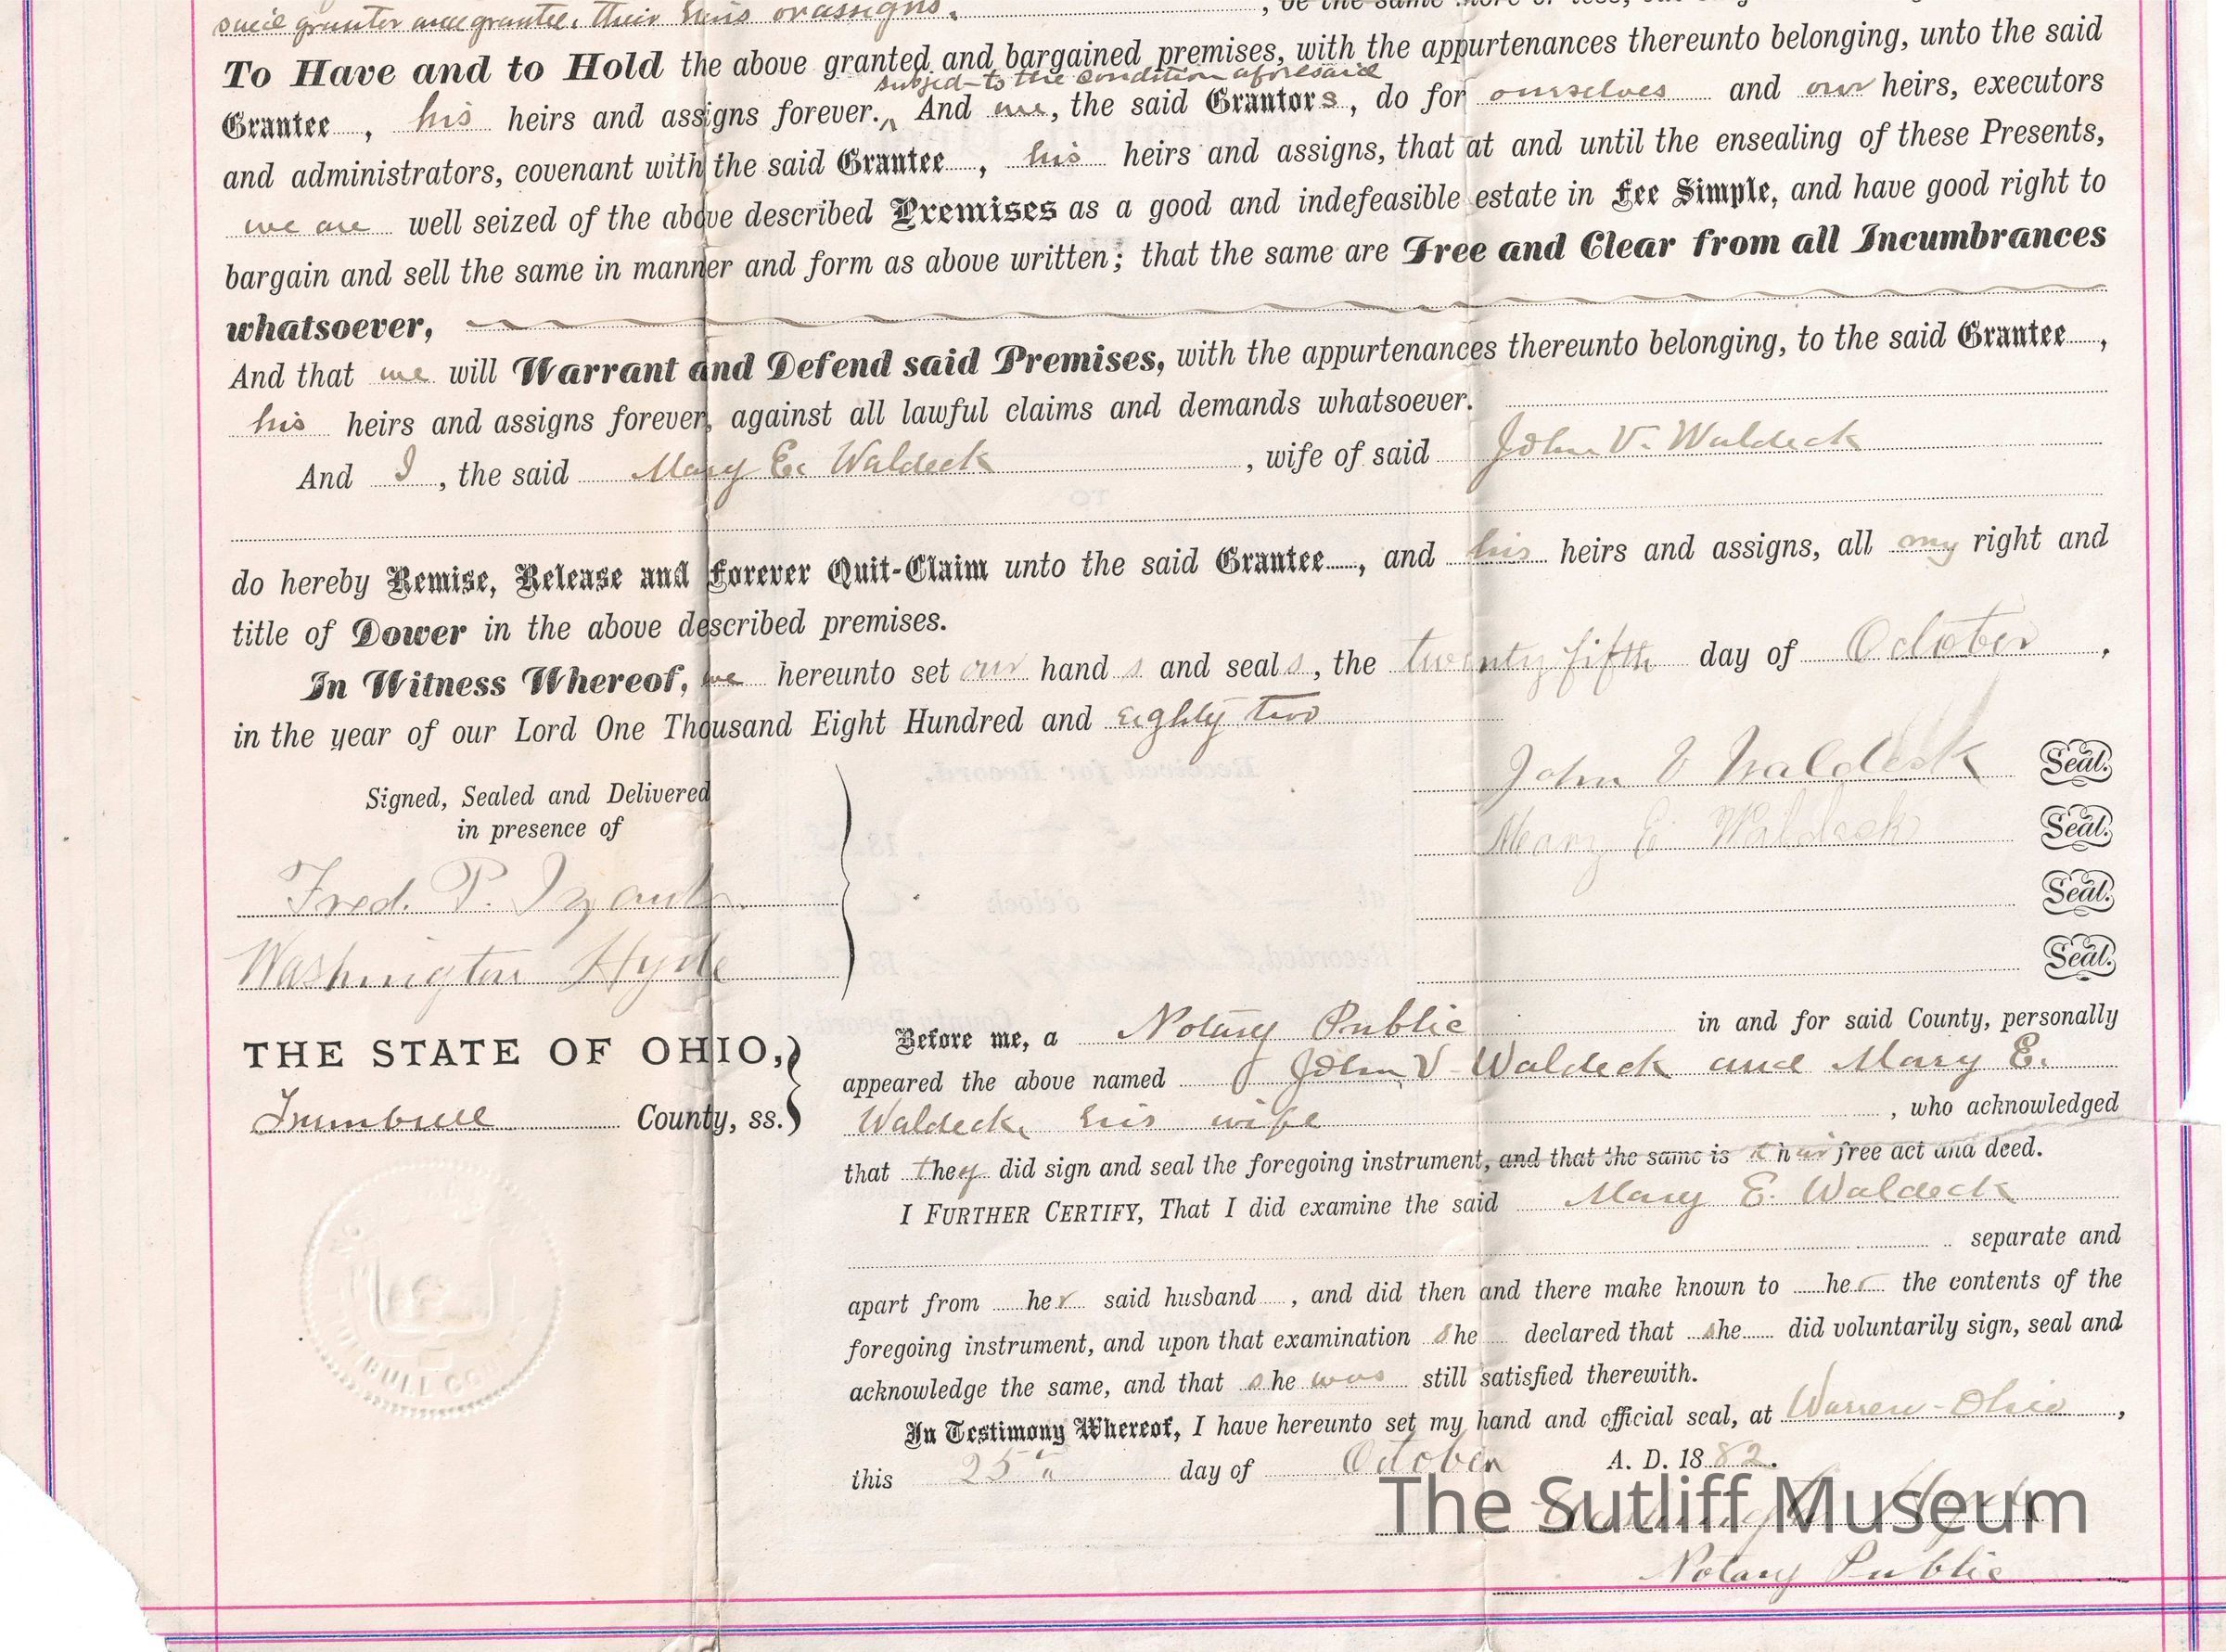 said grantor and grantee, their heirs or assigns.
To Have and to Hold the above granted and bargained premises, with the appurtenances thereunto belonging, unto the said
subject to the condition aforesaid
Grantee, his heirs and assigns forever. And we, the said Grantors, do for ourselves and our heirs, executors
and administrators, covenant with the said Grantee, his heirs and assigns, that at and until the ensealing of these Presents,
we are well seized of the above described Premises as a good and indefeasible estate in Fee Simple, and have good right to
bargain and sell the same in manner and form as above written; that the same are Free and Clear from all Incumbrances
whatsoever,
And that we will Warrant and Defend said Premises, with the appurtenances thereunto belonging, to the said Grantee,
his heirs and assigns forever, against all lawful claims and demands whatsoever.
And I, the said Mary E. Waldeck, wife of said John V. Waldeck
do hereby Remise, Release and Forever Quit-Claim unto the said Grantee, and his heirs and assigns, all my right and
title of Dower in the above described premises.
In Witness Whereof, we hereunto set our hands and seals, the twenty fifth day of October,
in the year of our Lord One Thousand Eight Hundred and eighty two
John V Waldeck Seal.
Mary E Waldeck Seal.
Seal.
Seal.
Signed, Sealed and Delivered
in presence of
Fred. P.
Washington Hyde
THE STATE OF OHIO,
Trumbull County, ss.
Before me, a Notary Public in and for said County, personally
appeared the above named John V Waldeck and Mary E.
Waldeck, his wife, who acknowledged
that they did sign and seal the foregoing instrument, and that the same is their free act and deed.
I FURTHER CERTIFY, That I did examine the said Mary E. Waldeck
separate and
apart from her said husband, and did then and there make known to her the contents of the
foregoing instrument, and upon that examination she declared that she did voluntarily sign, seal and
acknowledge the same, and that she was still satisfied therewith.
In Testimony Whereof, I have hereunto set my hand and official seal, at Warren Ohio,
this 25th day of October A. D. 1882.
Washington Hyde
The Sutliff Museum
Notary Public